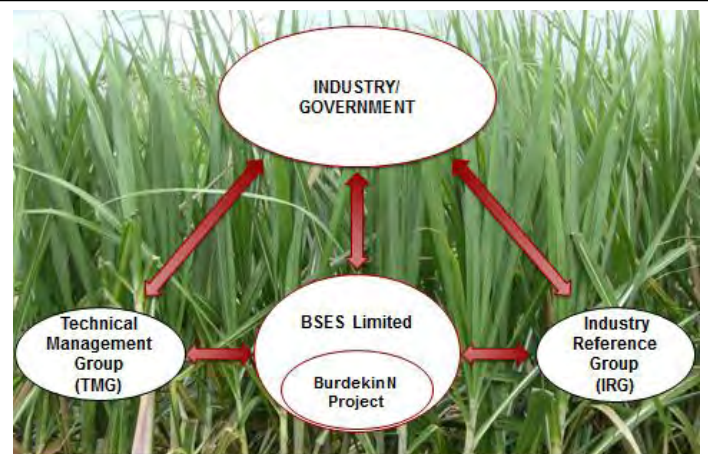 INDUSTRY/
GOVERNMENT
Technical
Management
Group
(TMG)
BSES Limited
BurdekinN
Project
Industry
Reference
Group
(IRG)